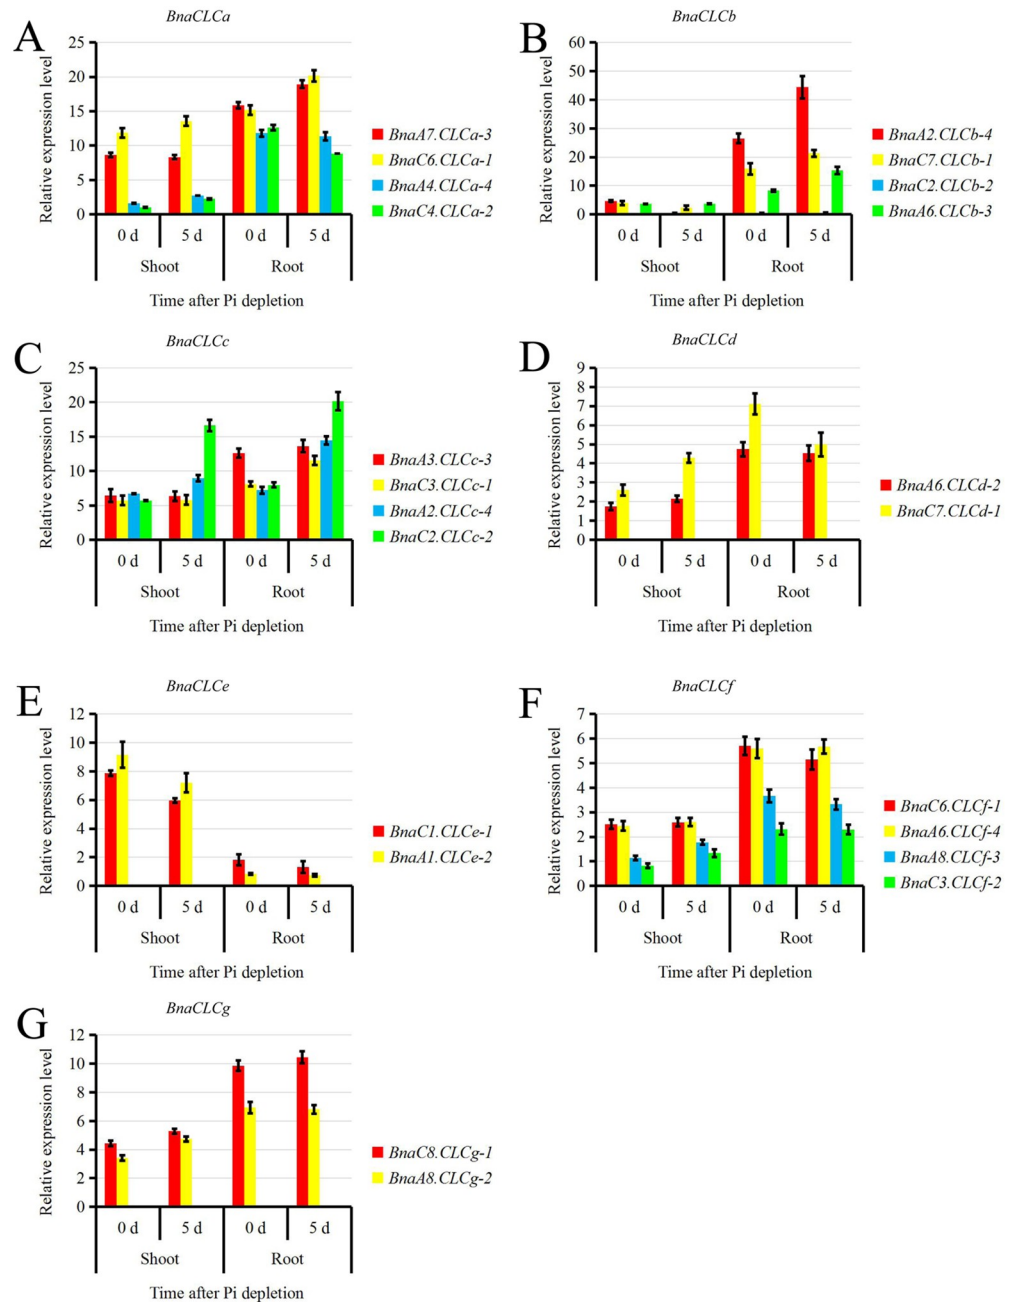 A
BnaCLCa
Relative expression level
25
20
15
10
5
0
0 d 5 d 0 d 5 d
Shoot Root
Time after Pi depletion
BnaA7.CLCa-3
BnaC6.CLCa-1
BnaA4.CLCa-4
BnaC4.CLCa-2
B
BnaCLCb
Relative expression level
60
50
40
30
20
10
0
0 d 5 d 0 d 5 d
Shoot Root
Time after Pi depletion
BnaA2.CLCb-4
BnaC7.CLCb-1
BnaC2.CLCb-2
BnaA6.CLCb-3
C
BnaCLCc
Relative expression level
25
20
15
10
5
0
0 d 5 d 0 d 5 d
Shoot Root
Time after Pi depletion
BnaA3.CLCc-3
BnaC3.CLCc-1
BnaA2.CLCc-4
BnaC2.CLCc-2
D
BnaCLCd
Relative expression level
9
8
7
6
5
4
3
2
1
0
0 d 5 d 0 d 5 d
Shoot Root
Time after Pi depletion
BnaA6.CLCd-2
BnaC7.CLCd-1
E
BnaCLCe
Relative expression level
12
10
8
6
4
2
0
0 d 5 d 0 d 5 d
Shoot Root
Time after Pi depletion
BnaC1.CLCe-1
BnaA1.CLCe-2
F
BnaCLCf
Relative expression level
7
6
5
4
3
2
1
0
0 d 5 d 0 d 5 d
Shoot Root
Time after Pi depletion
BnaC6.CLCf-1
BnaA6.CLCf-4
BnaA8.CLCf-3
BnaC3.CLCf-2
G
BnaCLCg
Relative expression level
12
10
8
6
4
2
0
0 d 5 d 0 d 5 d
Shoot Root
Time after Pi depletion
BnaC8.CLCg-1
BnaA8.CLCg-2